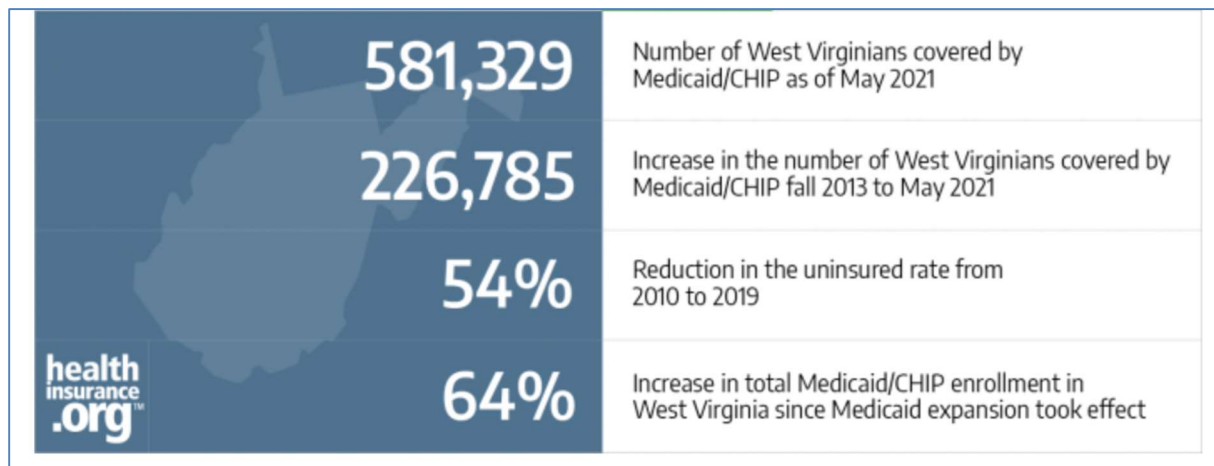 581,329
Number of West Virginians covered by
Medicaid/CHIP as of May 2021
226,785
Increase in the number of West Virginians covered by
Medicaid/CHIP fall 2013 to May 2021
54%
Reduction in the uninsured rate from
2010 to 2019
64%
Increase in total Medicaid/CHIP enrollment in
West Virginia since Medicaid expansion took effect
health
insurance
.org™